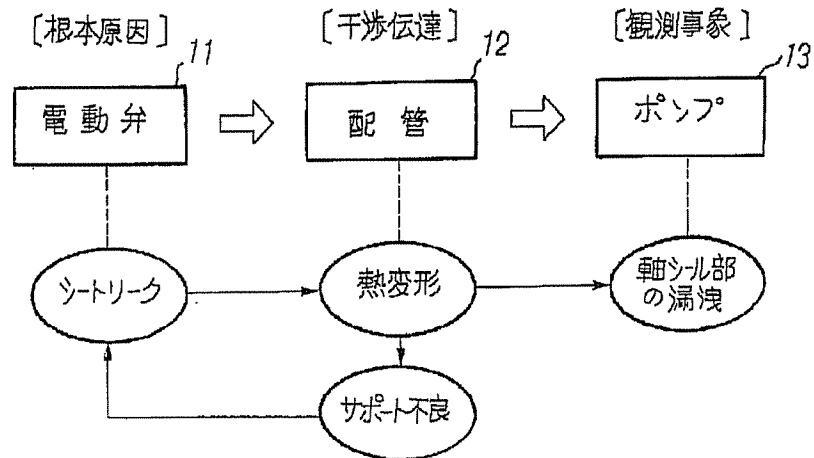 〔根本原因〕
〔干渉伝達〕
〔観測事象〕
11
12
13
電動弁
配管
ポンプ
シートリーク
熱変形
軸シール部
の漏洩
サポート不良